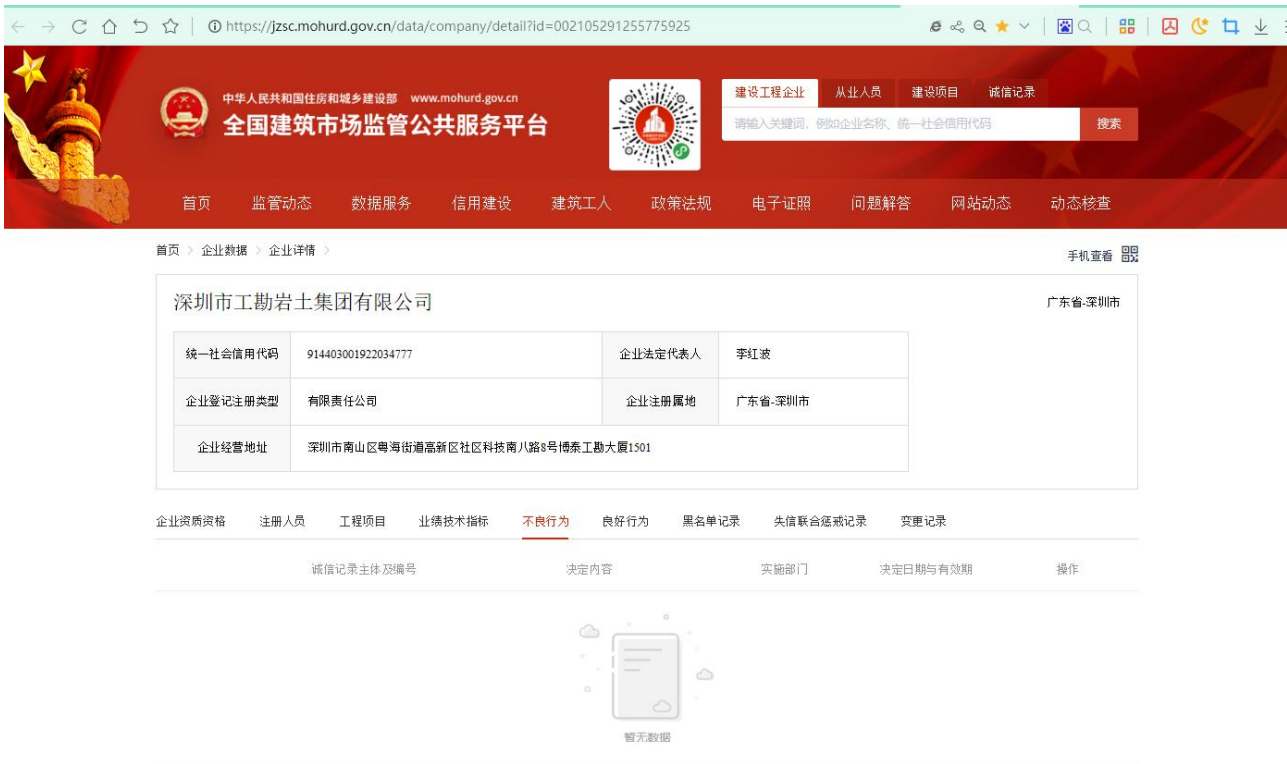 https://jzsc.mohurd.gov.cn/data/company/detail?id=002105291255775925
中华人民共和国住房和城乡建设部 www.mohurd.gov.cn
全国建筑市场监管公共服务平台
建设工程企业 从业人员 建设项目 诚信记录
请输入关键词，例如企业名称、统一社会信用代码 搜索
首页 监管动态 数据服务 信用建设 建筑工人 政策法规 电子证照 问题解答 网站动态 动态核查
首页 > 企业数据 > 企业详情 >
手机查看
深圳市工勘岩土集团有限公司
广东省-深圳市
统一社会信用代码 914403001922034777 企业法定代表人 李红波
企业登记注册类型 有限责任公司 企业注册属地 广东省-深圳市
企业经营地址 深圳市南山区粤海街道高新区社区科技南八路8号博泰工勘大厦1501
企业资质资格 注册人员 工程项目 业绩技术指标 不良行为 良好行为 黑名单记录 失信联合惩戒记录 变更记录
诚信记录主体及编号 决定内容 实施部门 决定日期与有效期 操作
暂无数据